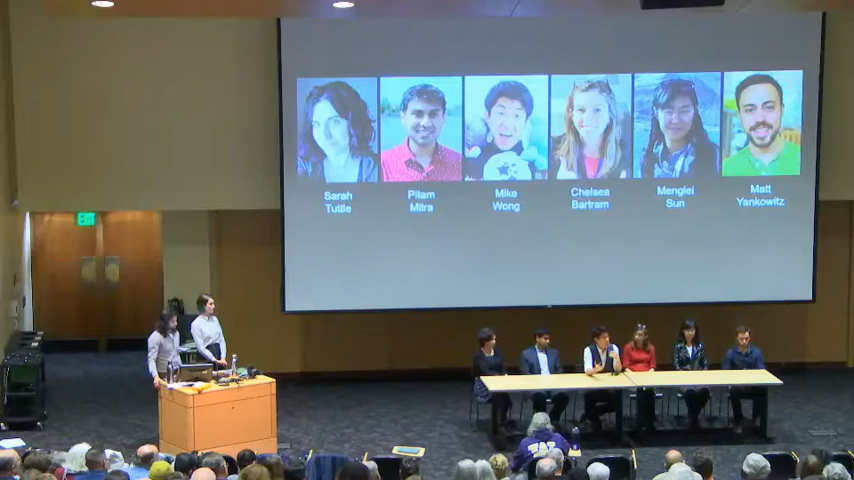 Sarah
Tuttle
Pitam
Mitra
Mike
Wong
Chelsea
Bartram
Menglei
Sun
Matt
Yankowitz
EXIT